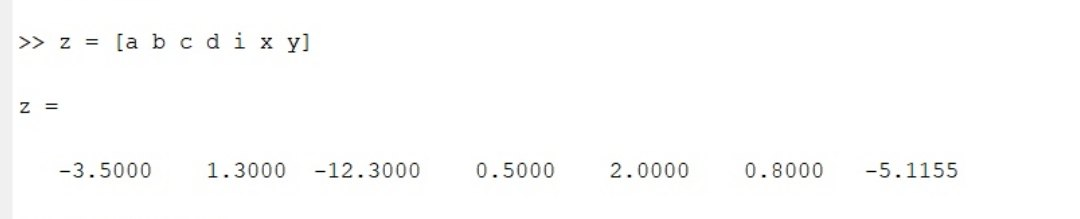 >> z = [a b c d i x y]
z =
-3.5000 1.3000 -12.3000 0.5000 2.0000 0.8000 -5.1155